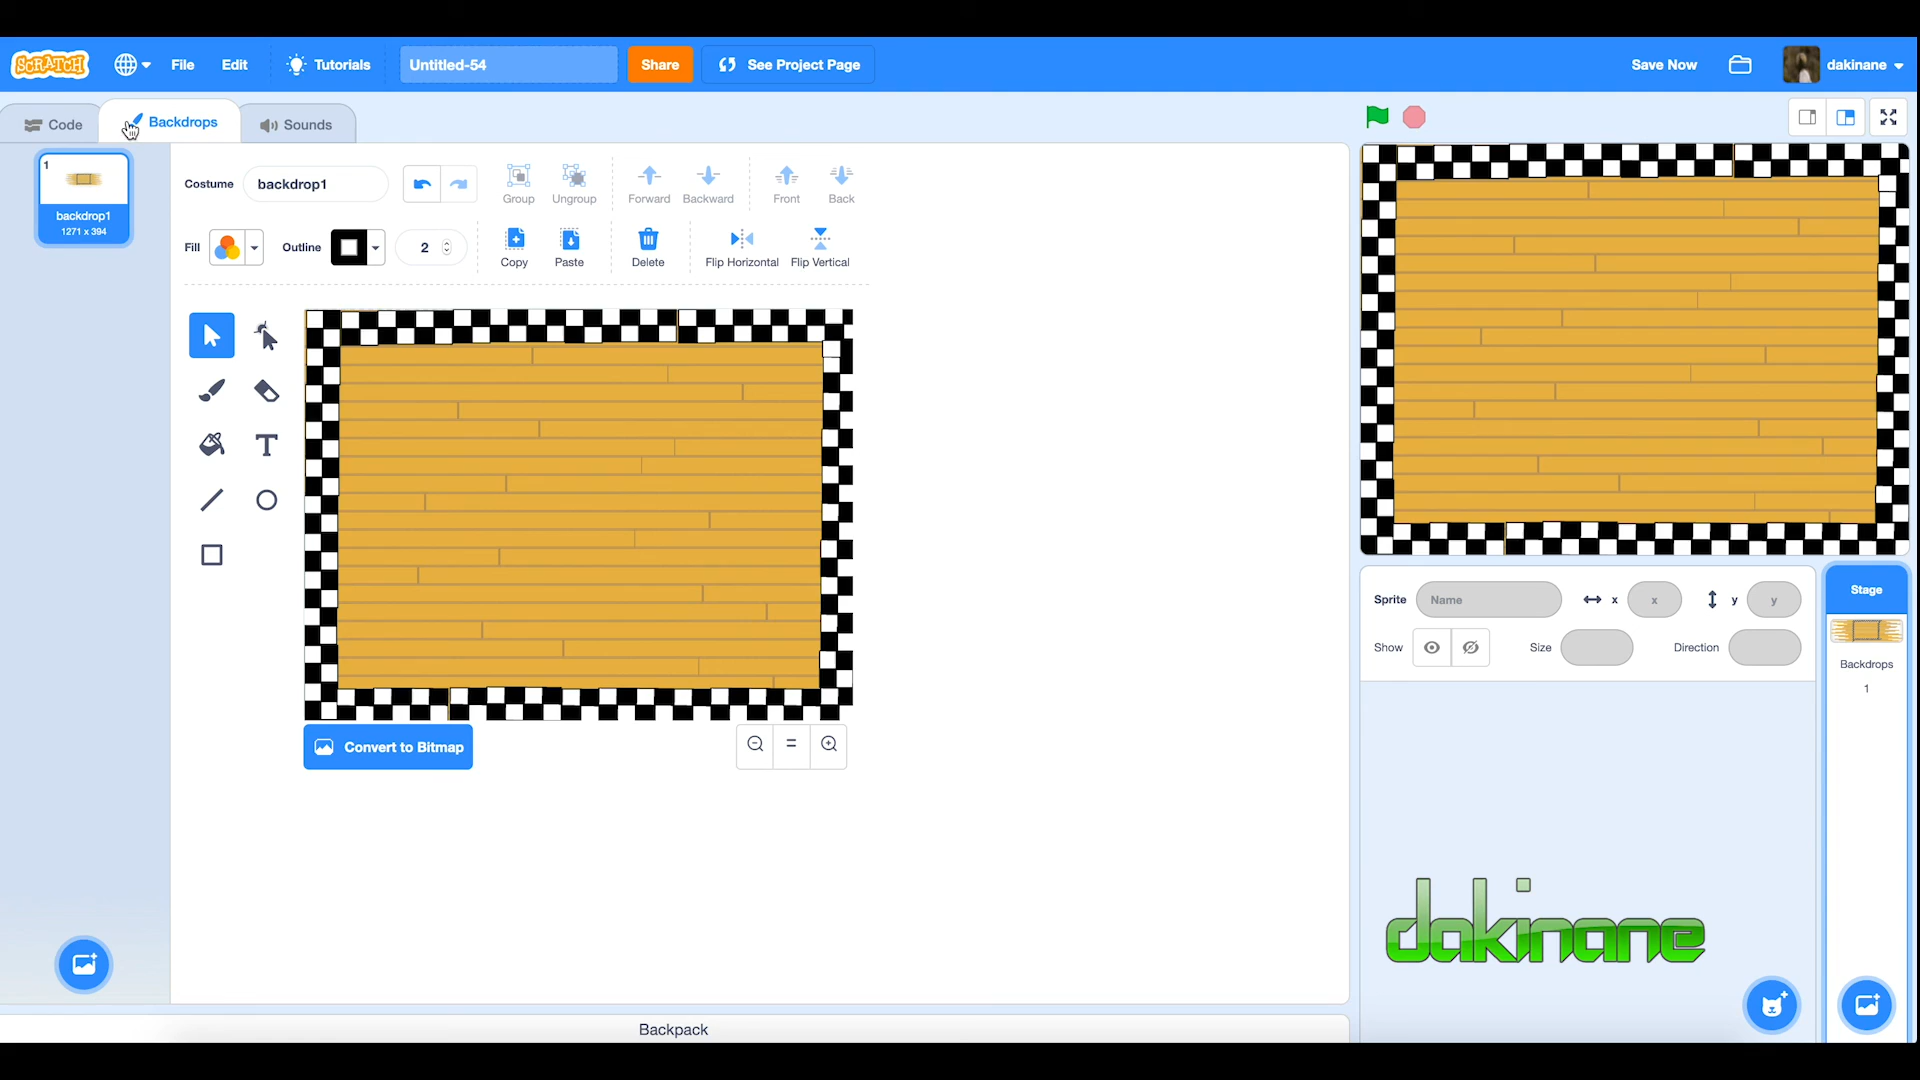 SCRATCH File Edit Tutorials Untitled-54 Share See Project Page Save Now dakinane
Code Backdrops Sounds
1
backdrop1
1271 x 394
Costume backdrop1 Group Ungroup Forward Backward Front Back
Fill Outline 2 Copy Paste Delete Flip Horizontal Flip Vertical
T
Convert to Bitmap
Sprite Name x x y y
Show Size Direction
Stage
Backdrops
1
dakinane
Backpack